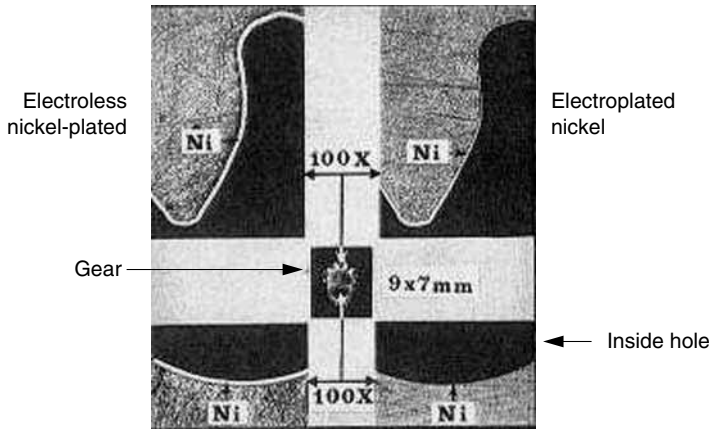 Electroless
nickel-plated
Electroplated
nickel
Ni
Ni
100X
Gear
9x7mm
Inside hole
100X
Ni
Ni